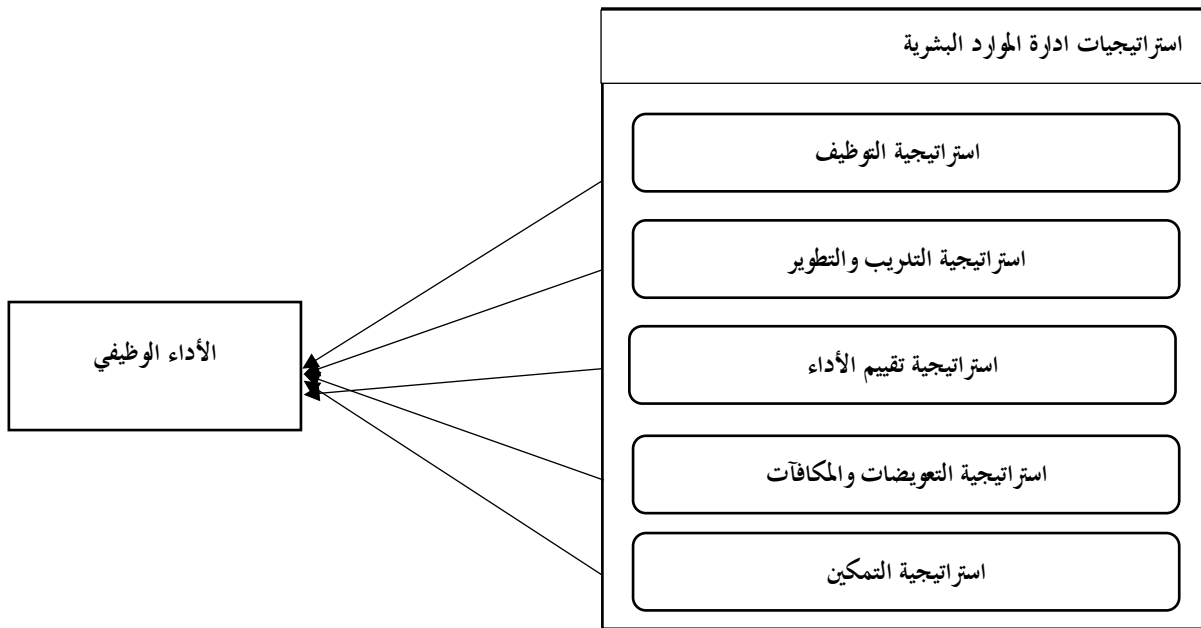 استراتيجيات ادارة الموارد البشرية
استراتيجية التوظيف
استراتيجية التدريب والتطوير
استراتيجية تقييم الأداء
استراتيجية التعويضات والمكافآت
استراتيجية التمكين
الأداء الوظيفي